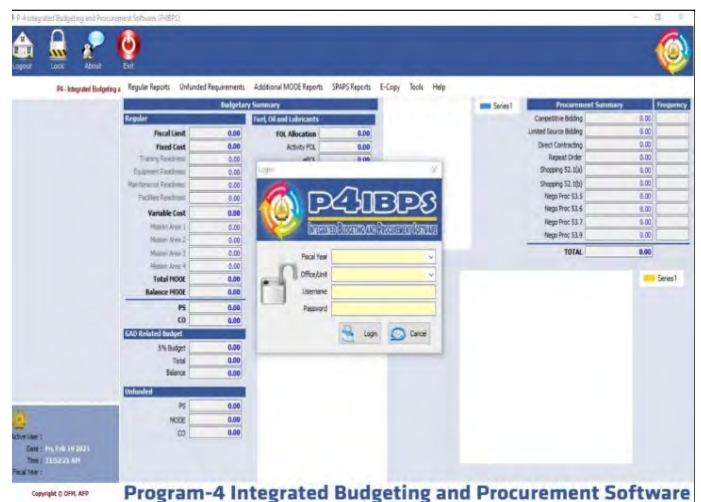 P-4 Integrated Budgeting and Procurement Software (P4IBPS)
Logout Lock About Exit
P4 - Integrated Budgeting a
Regular Reports Unfunded Requirements Additional MOOE Reports SPAPS Reports E-Copy Tools Help
Budgetary Summary
Regular
Fiscal Limit 0.00
Fixed Cost 0.00
Training Readiness 0.00
Equipment Readiness 0.00
Maintenance Readiness 0.00
Facilities Readiness 0.00
Variable Cost 0.00
Mission Area 1 0.00
Mission Area 2 0.00
Mission Area 3 0.00
Mission Area 4 0.00
Total MOOE 0.00
Balance MOOE 0.00
PS 0.00
CO 0.00
GAD Related Budget
5% Budget 0.00
Total 0.00
Balance 0.00
Unfunded
PS 0.00
MOOE 0.00
CO 0.00
Fuel, Oil and Lubricants
FOL Allocation 0.00
Activity POL 0.00
0.00
Login
P4IBPS
INTEGRATED BUDGETING AND PROCUREMENT SOFTWARE
Fiscal Year
Office/Unit
Username
Password
Login Cancel
Series1
Procurement Summary Frequency
Competitive Bidding 0.00
Limited Source Bidding 0.00
Direct Contracting 0.00
Repeat Order 0.00
Shopping 52.1(a) 0.00
Shopping 52.1(b) 0.00
Nego Proc 53.5 0.00
Nego Proc 53.6 0.00
Nego Proc 53.7 0.00
Nego Proc 53.9 0.00
TOTAL 0.00
Series1
Active User :
Date : Fri, Feb 19 2021
Time : 11:52:21 AM
Fiscal Year :
Copyright © OFM, AFP
Program-4 Integrated Budgeting and Procurement Software